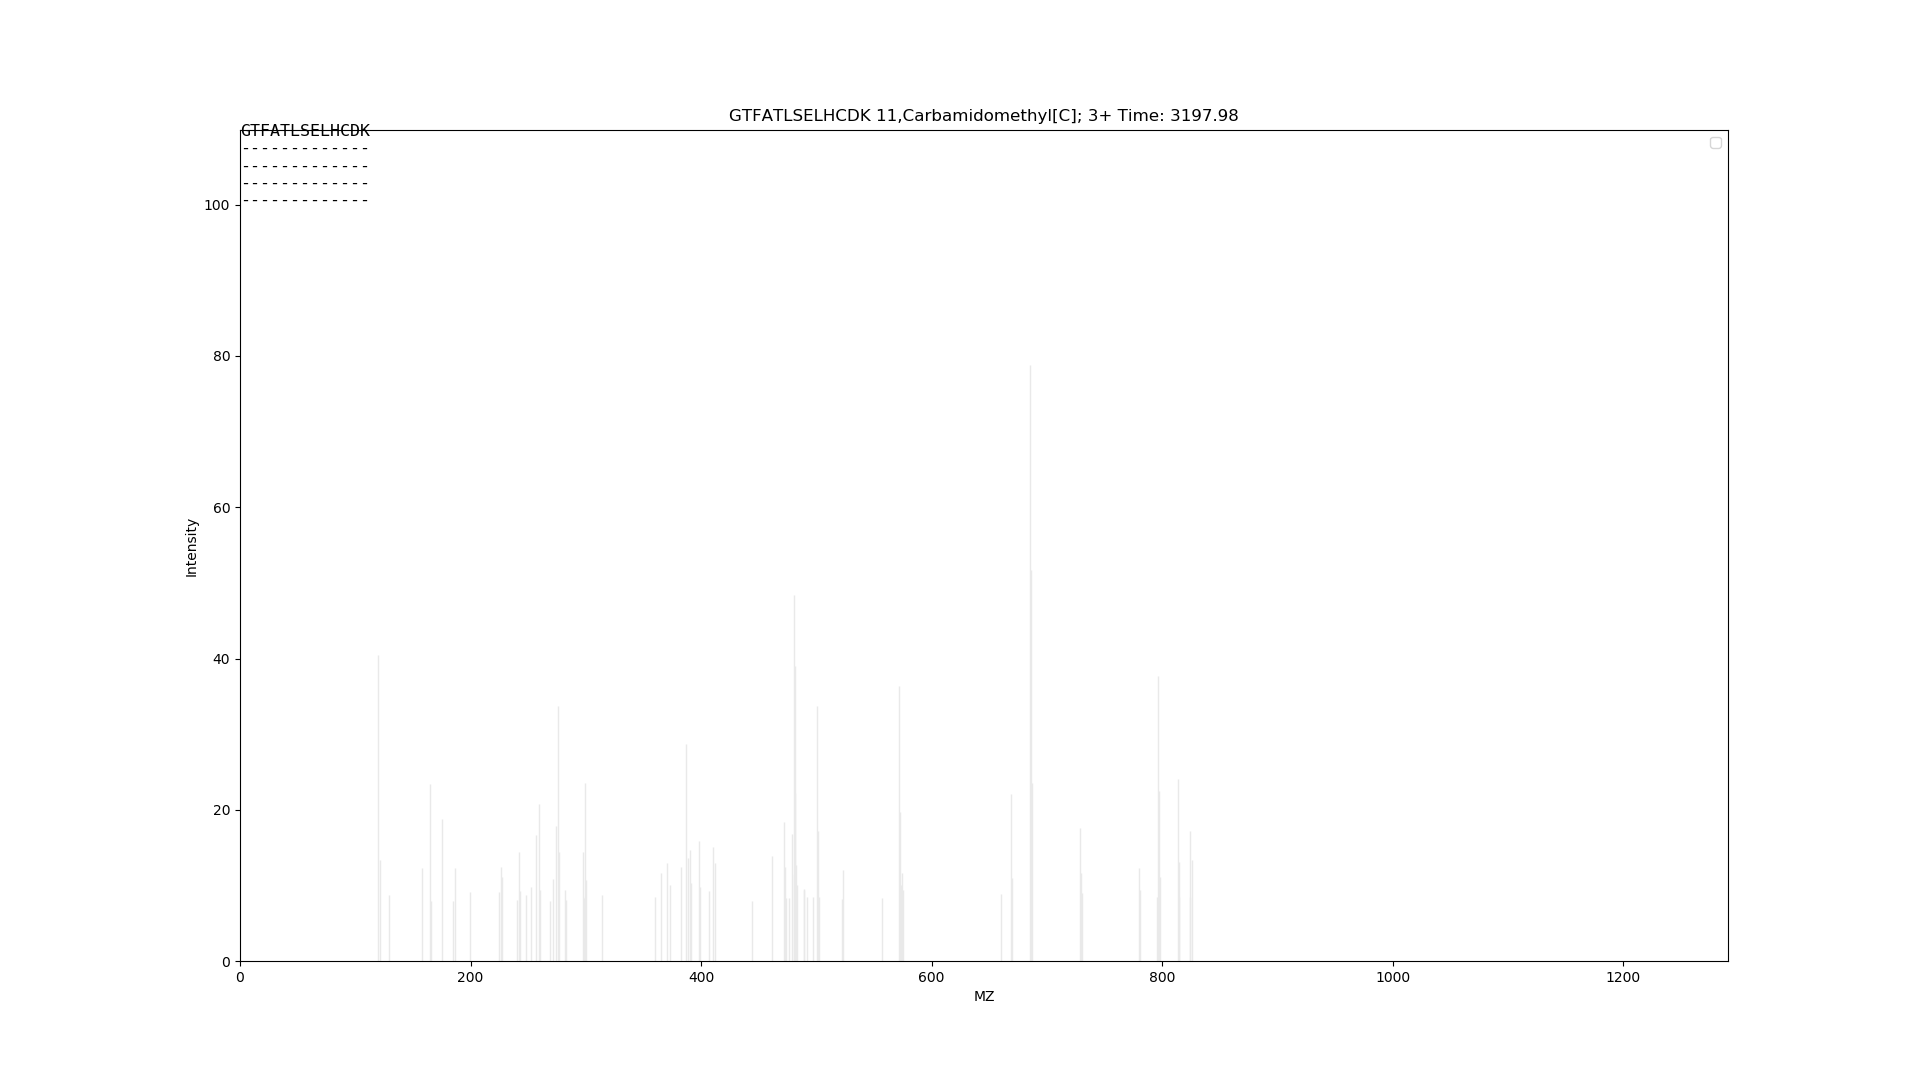 GTFATLSELHCDK 11,Carbamidomethyl[C]; 3+ Time: 3197.98
GTFATLSELHCDK
- - - - - - - - - - - - -
- - - - - - - - - - - - -
- - - - - - - - - - - - -
- - - - - - - - - - - - -
100
80
60
40
20
0
Intensity
0 200 400 600 800 1000 1200
MZ